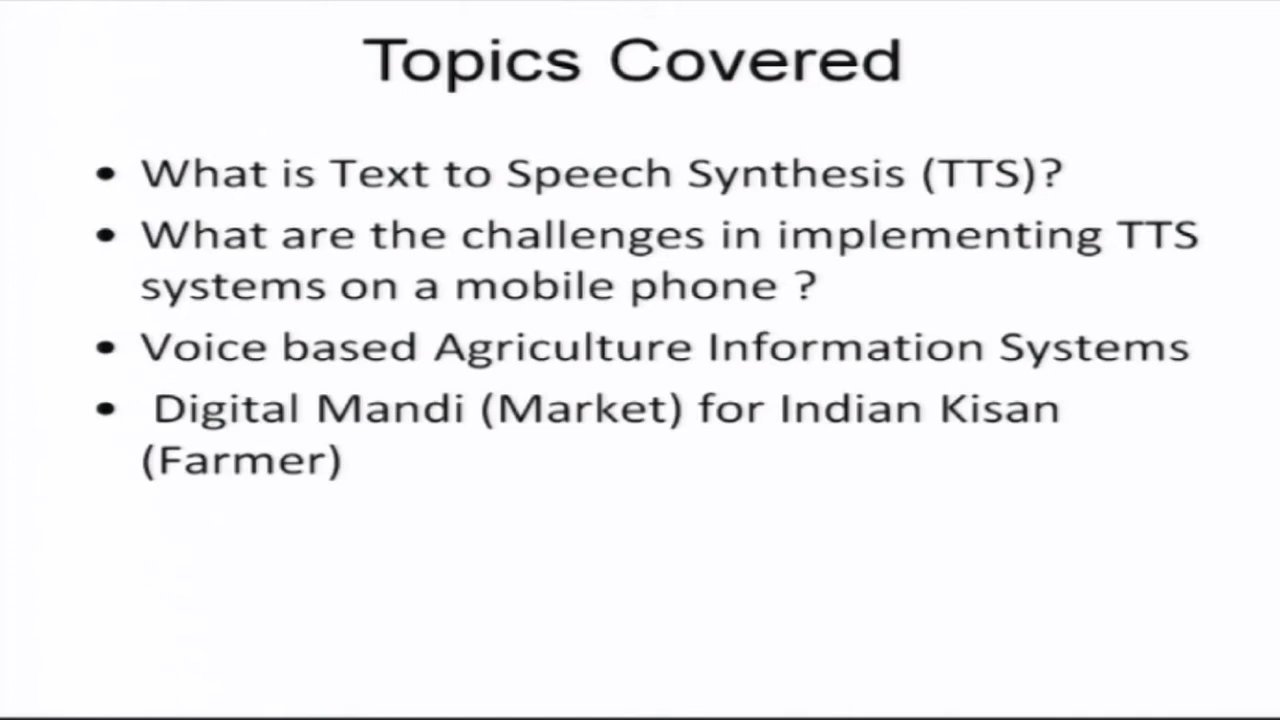 Topics Covered
• What is Text to Speech Synthesis (TTS)?
• What are the challenges in implementing TTS
systems on a mobile phone ?
• Voice based Agriculture Information Systems
• Digital Mandi (Market) for Indian Kisan
(Farmer)